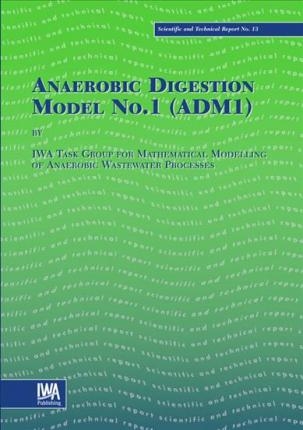 Scientific and Technical Report No. 13
ANAEROBIC DIGESTION
MODEL NO.1 (ADM1)
BY
IWA TASK GROUP FOR MATHEMATICAL MODELLING
OF ANAEROBIC WASTEWATER PROCESSES
IWA
Publishing